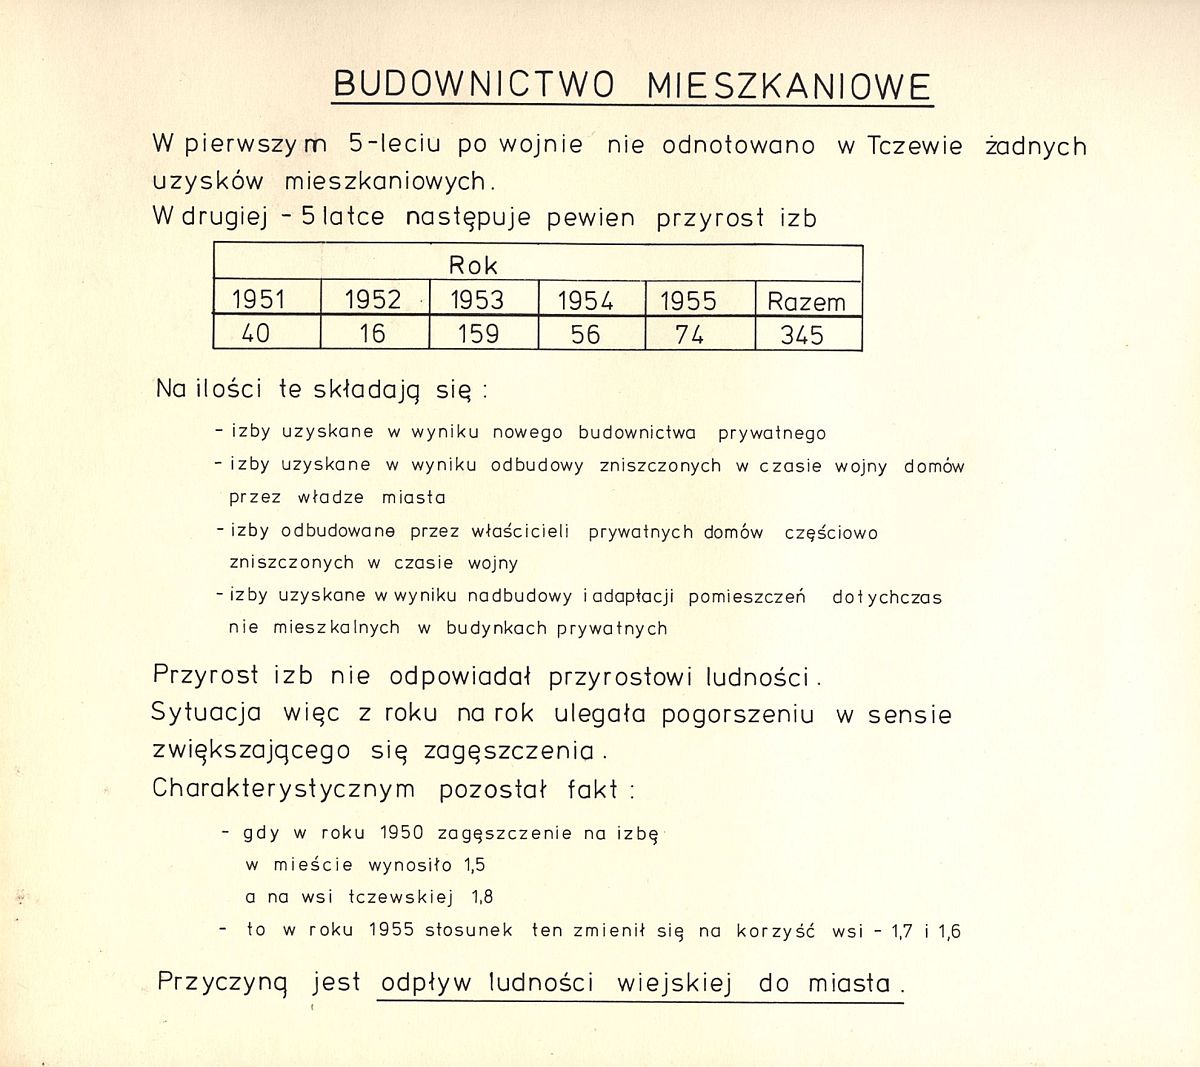 BUDOWNICTWO MIESZKANIOWE
W pierwszym 5-leciu po wojnie nie odnotowano w Tczewie żadnych
uzysków mieszkaniowych.
W drugiej - 5 latce następuje pewien przyrost izb
Rok
1951 1952 1953 1954 1955 Razem
40 16 159 56 74 345
Na ilości te składają się :
- izby uzyskane w wyniku nowego budownictwa prywatnego
- izby uzyskane w wyniku odbudowy zniszczonych w czasie wojny domów
przez władze miasta
- izby odbudowane przez właścicieli prywatnych domów częściowo
zniszczonych w czasie wojny
- izby uzyskane w wyniku nadbudowy i adaptacji pomieszczeń dotychczas
nie mieszkalnych w budynkach prywatnych
Przyrost izb nie odpowiadał przyrostowi ludności.
Sytuacja więc z roku na rok ulegała pogorszeniu w sensie
zwiększającego się zagęszczenia.
Charakterystycznym pozostał fakt :
- gdy w roku 1950 zagęszczenie na izbę
w mieście wynosiło 1,5
a na wsi tczewskiej 1,8
- to w roku 1955 stosunek ten zmienił się na korzyść wsi - 1,7 i 1,6
Przyczyną jest odpływ ludności wiejskiej do miasta.